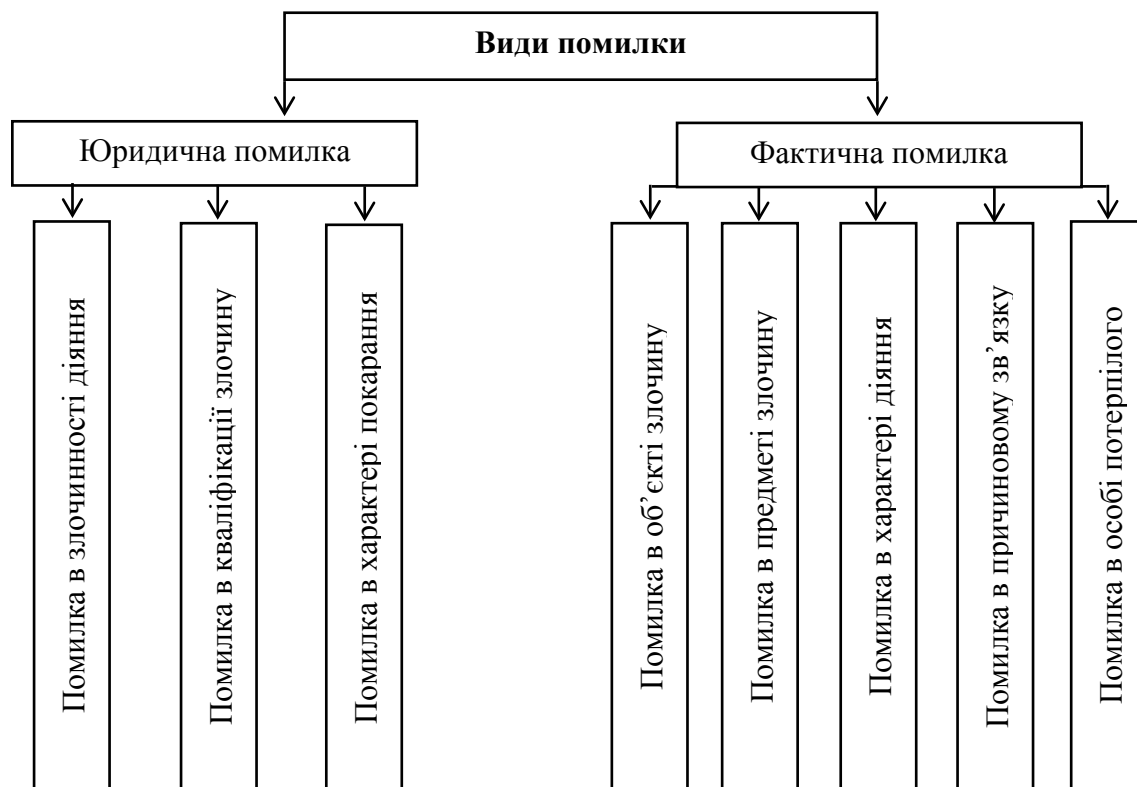 Види помилки
Юридична помилка
Фактична помилка
Помилка в злочинності діяння
Помилка в кваліфікації злочину
Помилка в характері покарання
Помилка в об’єкті злочину
Помилка в предметі злочину
Помилка в характері діяння
Помилка в причиновому зв’язку
Помилка в особі потерпілого